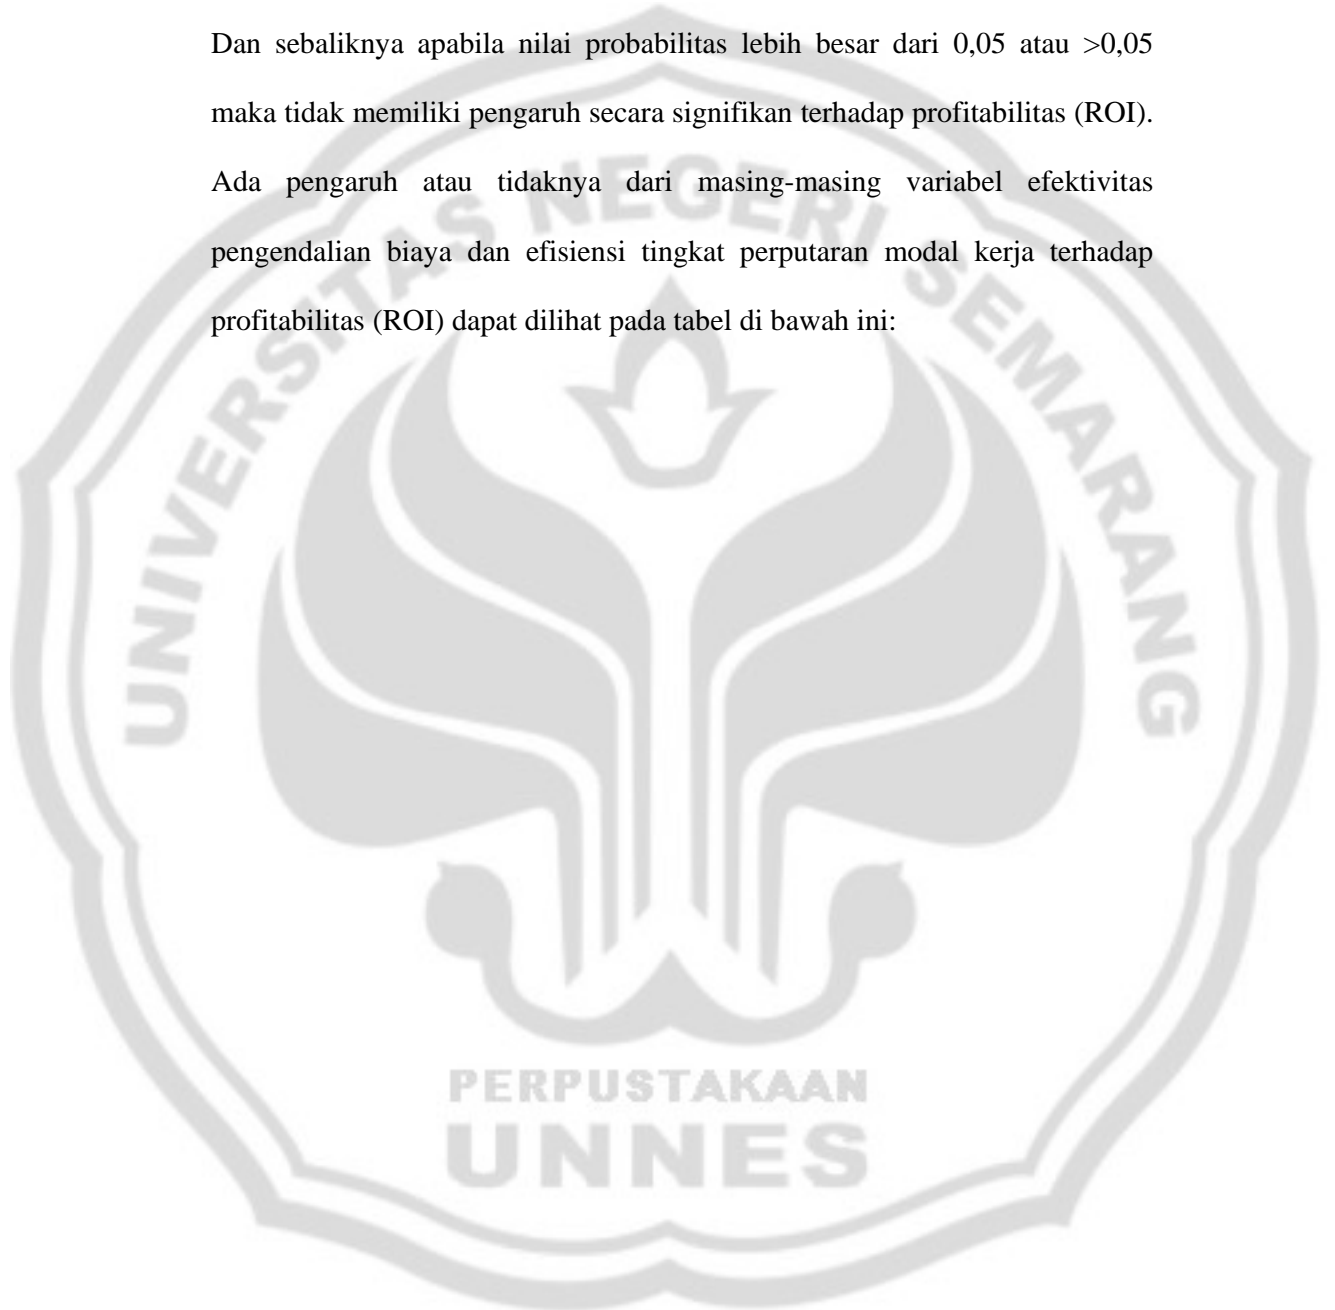 Dan sebaliknya apabila nilai probabilitas lebih besar dari 0,05 atau >0,05
maka tidak memiliki pengaruh secara signifikan terhadap profitabilitas (ROI).
Ada pengaruh atau tidaknya dari masing-masing variabel efektivitas
pengendalian biaya dan efisiensi tingkat perputaran modal kerja terhadap
profitabilitas (ROI) dapat dilihat pada tabel di bawah ini:
UNIVERSITAS NEGERI SEMARANG
PERPUSTAKAAN
UNNES